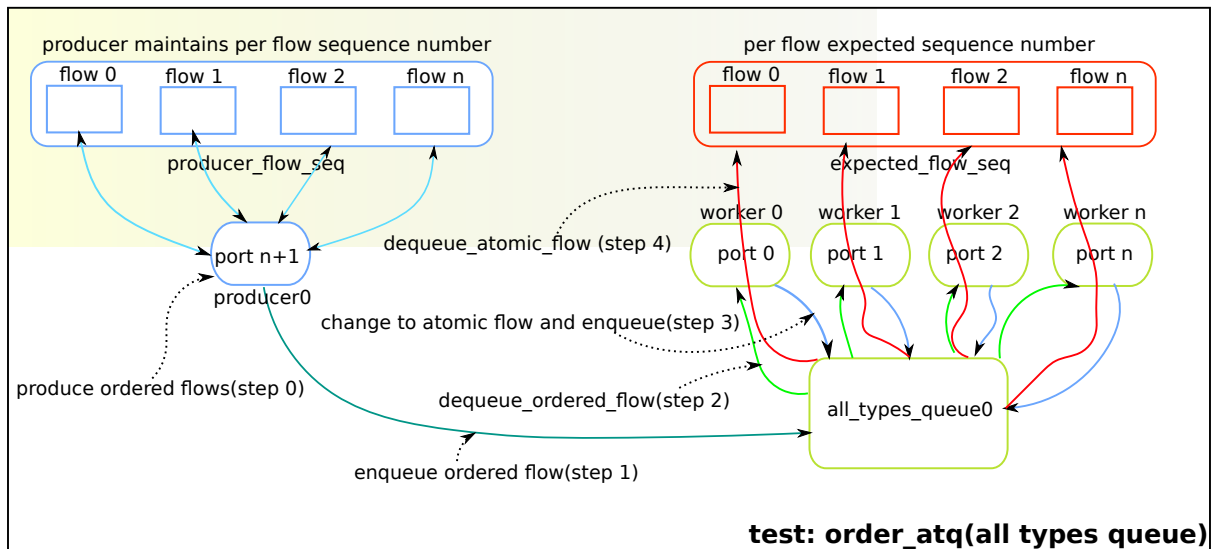 producer maintains per flow sequence number
per flow expected sequence number
flow 0
flow 1
flow 2
flow n
flow 0
flow 1
flow 2
flow n
producer_flow_seq
expected_flow_seq
worker 0
worker 1
worker 2
worker n
dequeue_atomic_flow (step 4)
port n+1
port 0
port 1
port 2
port n
producer0
change to atomic flow and enqueue(step 3)
produce ordered flows(step 0)
dequeue_ordered_flow(step 2)
all_types_queue0
enqueue ordered flow(step 1)
test: order_atq(all types queue)